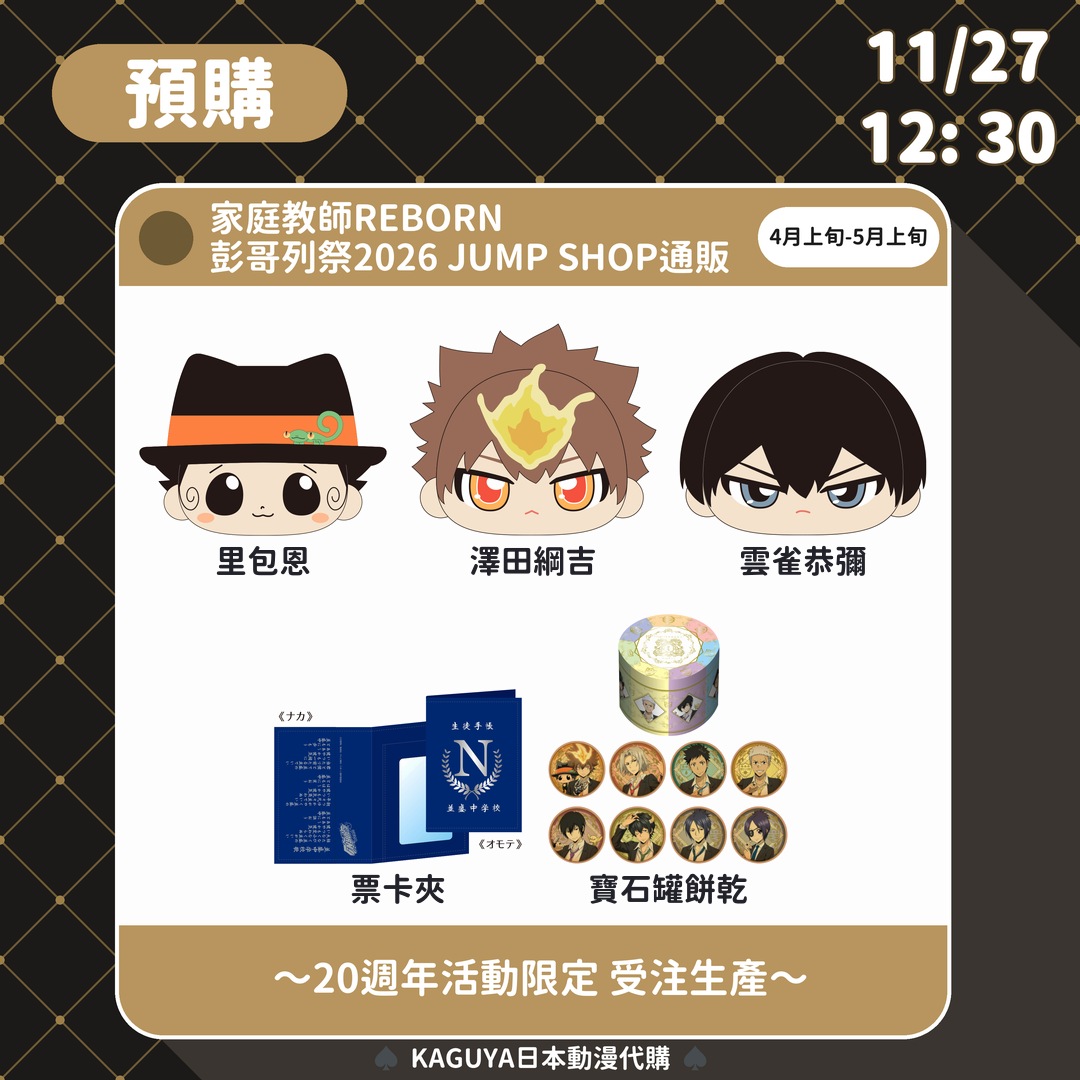 預購
11/27
12: 30
家庭教師REBORN
彭哥列祭2026 JUMP SHOP通販
4月上旬-5月上旬
里包恩
澤田綱吉
雲雀恭彌
《ナカ》
生徒手帳
N
並盛中学校
《オモテ》
票卡夾
寶石罐餅乾
～20週年活動限定 受注生產～
KAGUYA日本動漫代購